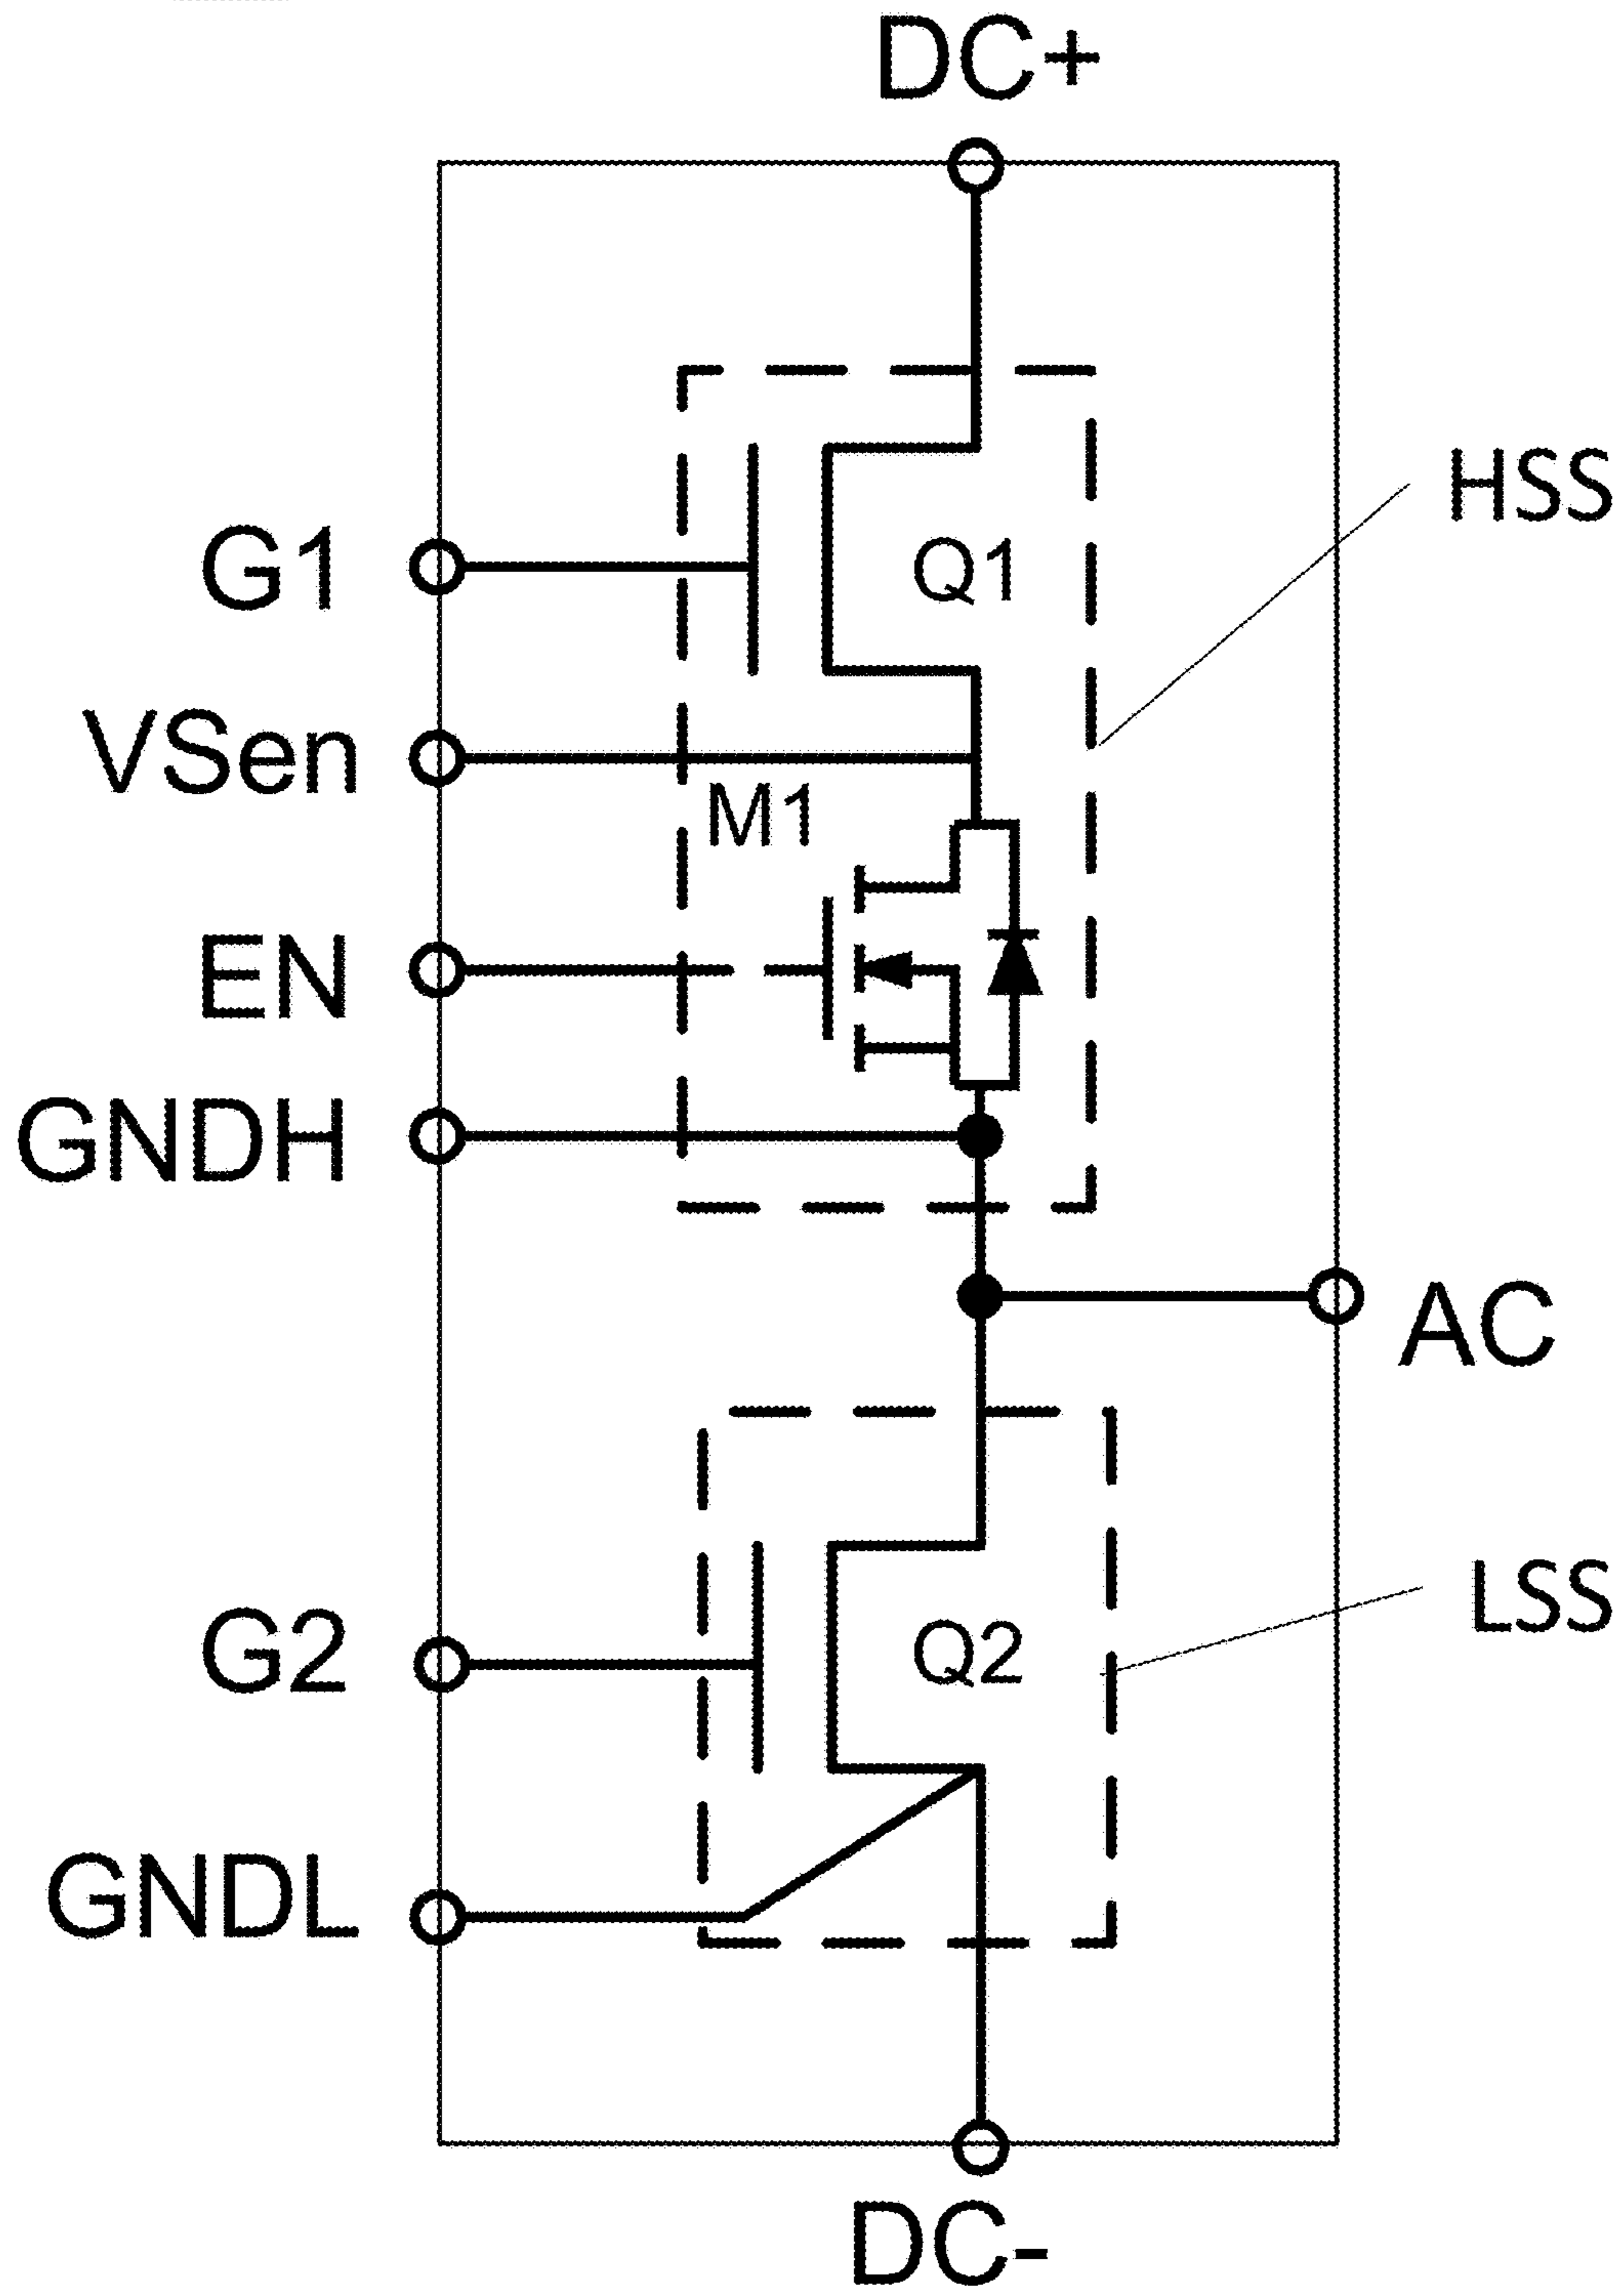 DC+
HSS
G1
Q1
VSen
M1
EN
GNDH
AC
LSS
G2
Q2
GNDL
DC-